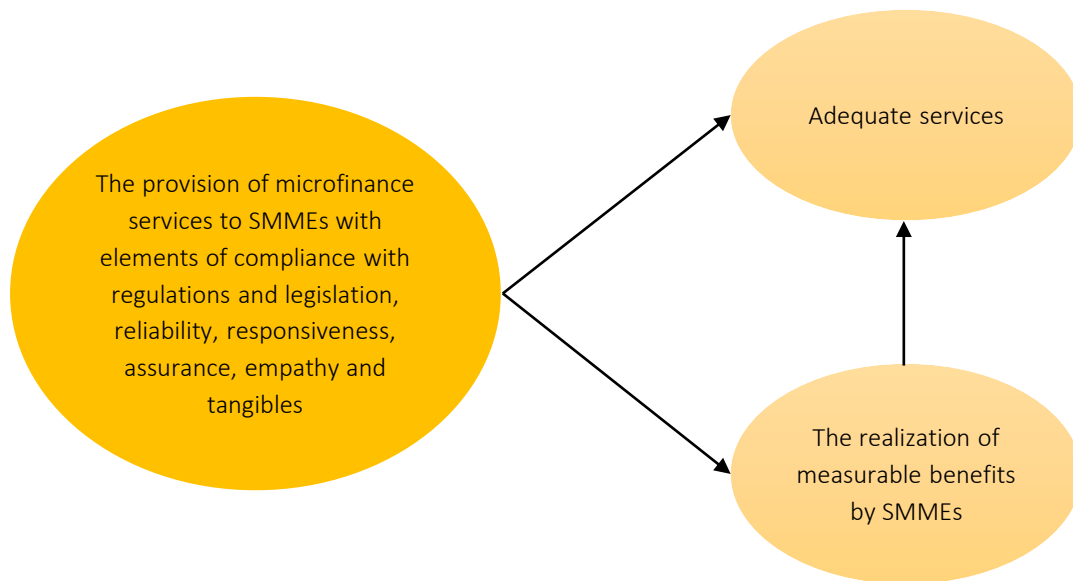 The provision of microfinance
services to SMMEs with
elements of compliance with
regulations and legislation,
reliability, responsiveness,
assurance, empathy and
tangibles
Adequate services
The realization of
measurable benefits
by SMMEs